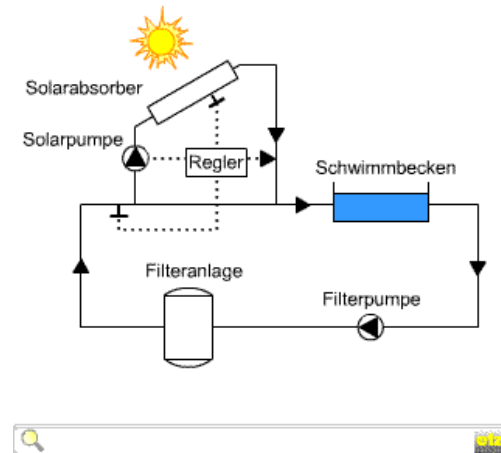 Solarabsorber
Solarpumpe
Regler
Schwimmbecken
Filteranlage
Filterpumpe